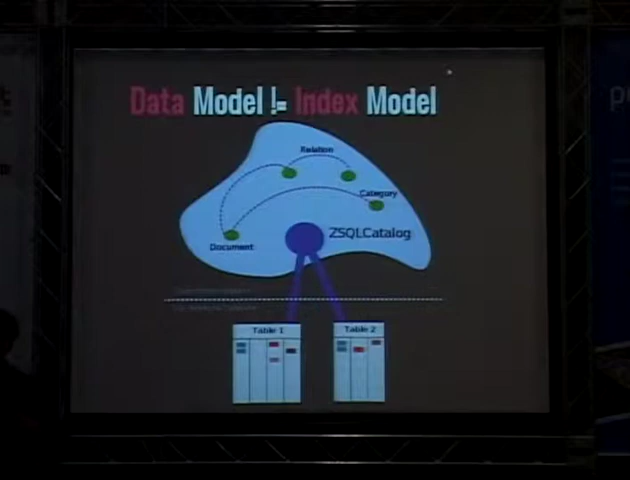 Data Model != Index Model
Relation
Category
ZSQLCatalog
Document
Table 1
Table 2